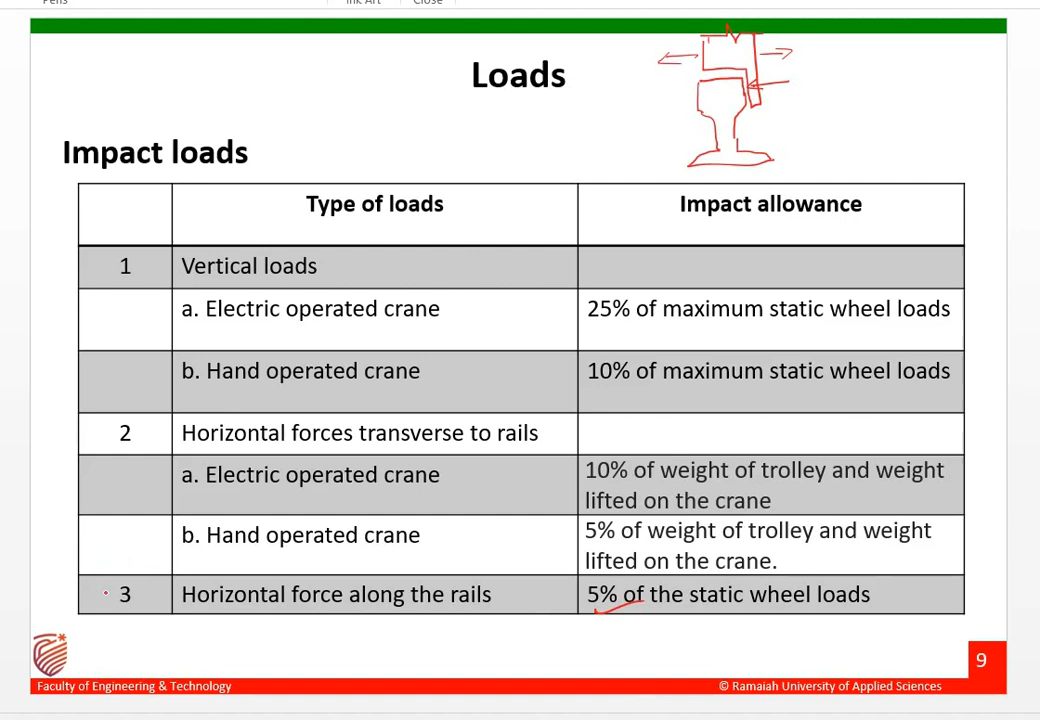 Pens
Ink Art
Close
Loads
Impact loads
Type of loads
Impact allowance
1
Vertical loads
a. Electric operated crane
25% of maximum static wheel loads
b. Hand operated crane
10% of maximum static wheel loads
2
Horizontal forces transverse to rails
a. Electric operated crane
10% of weight of trolley and weight
lifted on the crane
b. Hand operated crane
5% of weight of trolley and weight
lifted on the crane.
3
Horizontal force along the rails
5% of the static wheel loads
9
Faculty of Engineering & Technology
© Ramaiah University of Applied Sciences